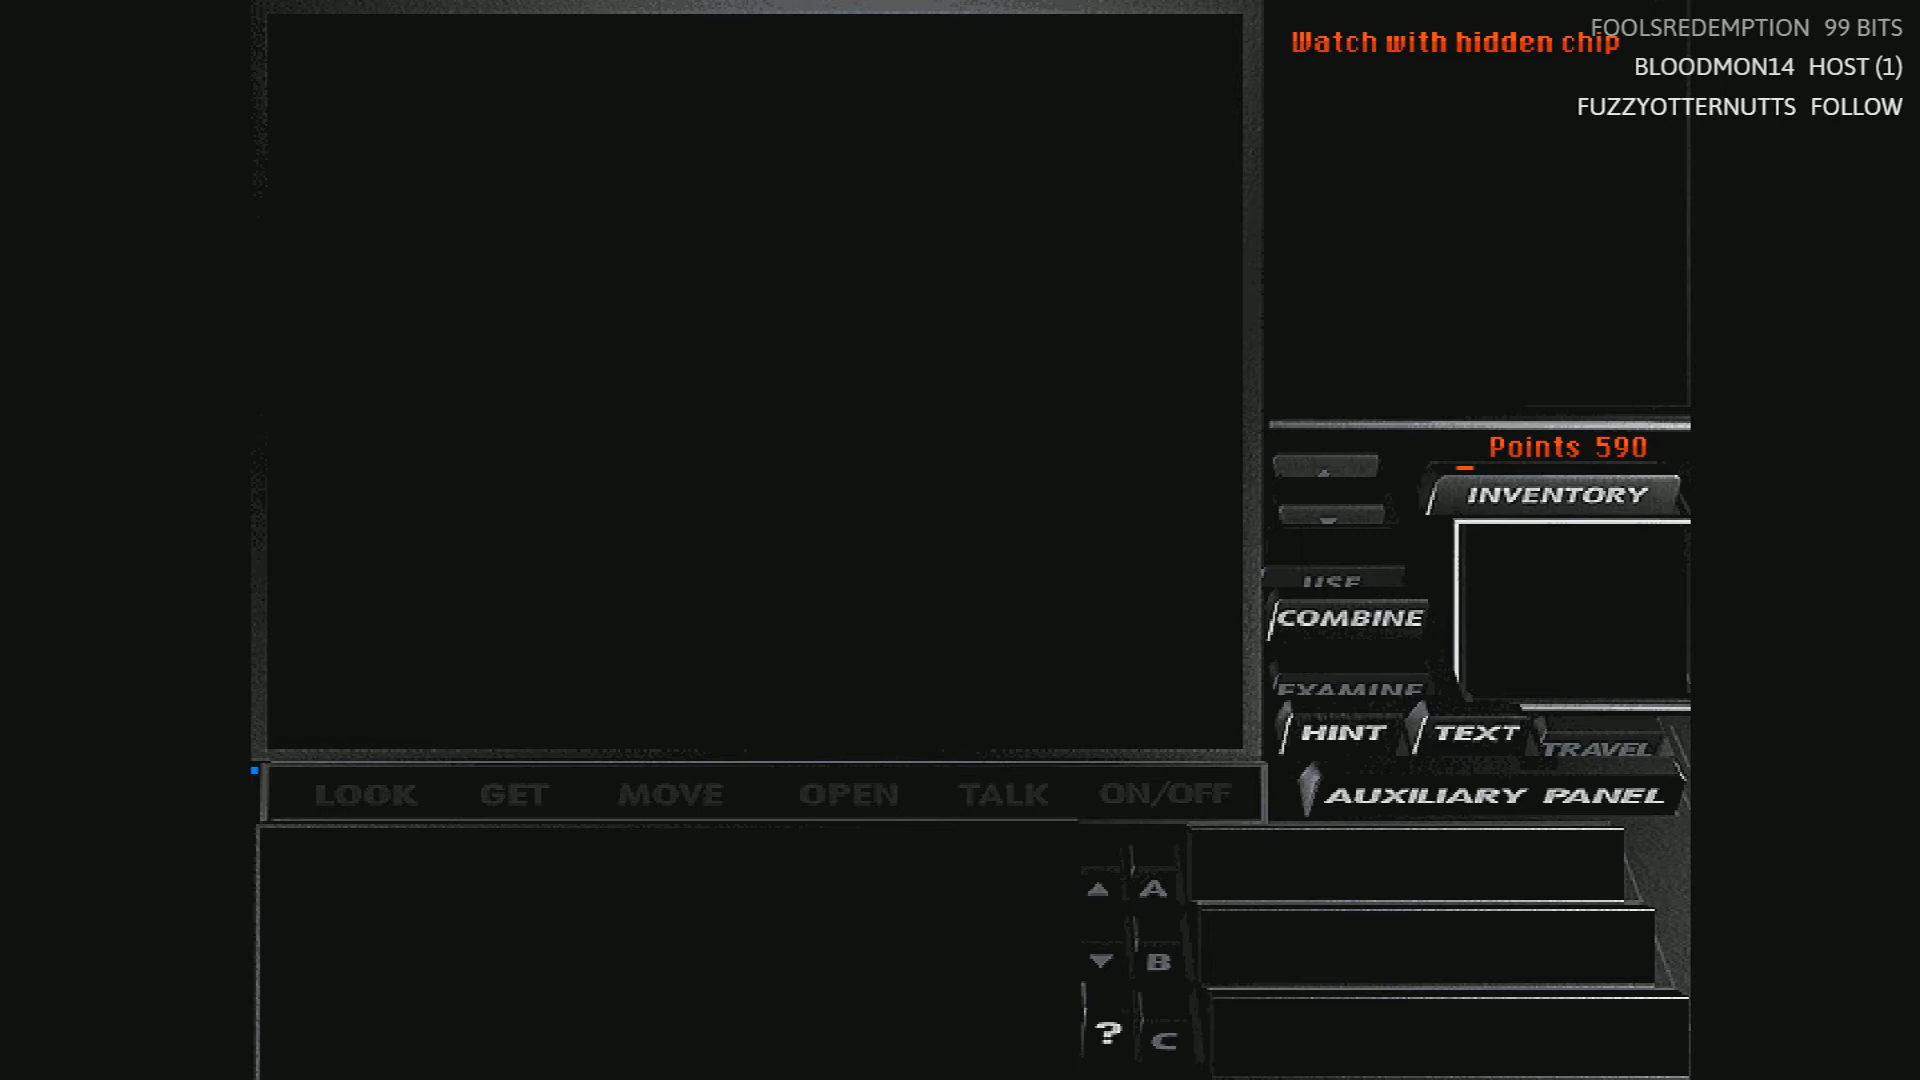 Watch with hidden chip
FOOLSREDEMPTION 99 BITS
BLOODMON14 HOST (1)
FUZZYOTTERNUTTS FOLLOW
Points 590
INVENTORY
USE
COMBINE
EXAMINE
HINT TEXT TRAVEL
LOOK GET MOVE OPEN TALK ON/OFF
AUXILIARY PANEL
A
B
? C